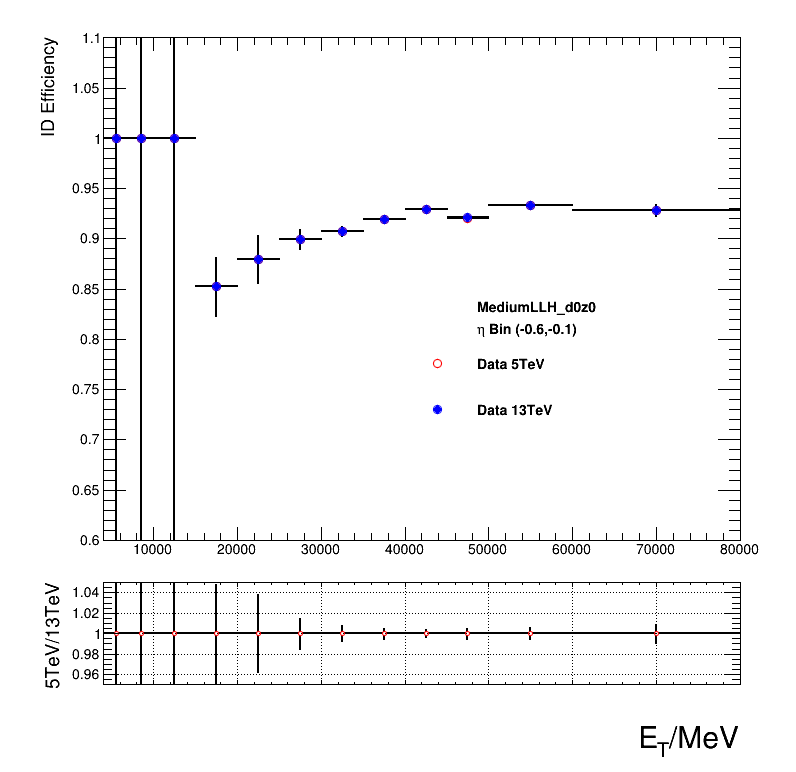 ID Efficiency
1.1
1.05
1
0.95
0.9
0.85
0.8
0.75
0.7
0.65
0.6
MediumLLH_d0z0
η Bin (-0.6,-0.1)
Data 5TeV
Data 13TeV
10000 20000 30000 40000 50000 60000 70000 80000
5TeV/13TeV
1.04
1.02
1
0.98
0.96
E_T/MeV